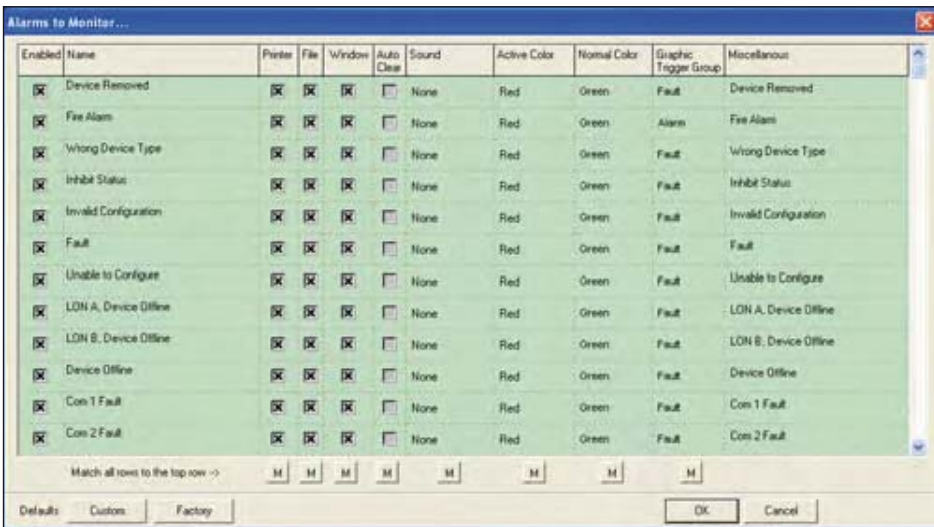 Alarms to Monitor...
Enabled Name Printer File Window Auto Clear Sound Active Color Normal Color Graphic Trigger Group Miscellanous
Device Removed None Red Green Fault Device Removed
Fire Alarm None Red Green Alarm Fire Alarm
Wrong Device Type None Red Green Fault Wrong Device Type
Inhibit Status None Red Green Fault Inhibit Status
Invalid Configuration None Red Green Fault Invalid Configuration
Fault None Red Green Fault Fault
Unable to Configure None Red Green Fault Unable to Configure
LON A, Device Offline None Red Green Fault LON A, Device Offline
LON B, Device Offline None Red Green Fault LON B, Device Offline
Device Offline None Red Green Fault Device Offline
Com 1 Fault None Red Green Fault Com 1 Fault
Com 2 Fault None Red Green Fault Com 2 Fault
Match all rows to the top row -> M M M M M M M M
Defaults Custom Factory OK Cancel